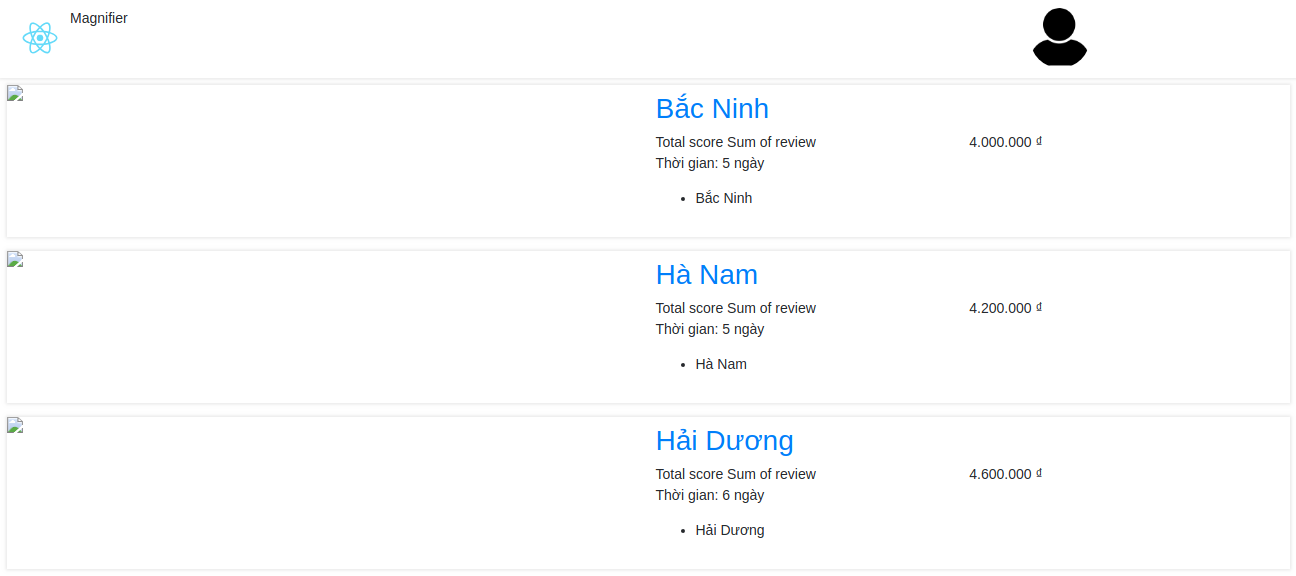 Magnifier
Bắc Ninh
Total score Sum of review 4.000.000 ₫
Thời gian: 5 ngày
Bắc Ninh
Hà Nam
Total score Sum of review 4.200.000 ₫
Thời gian: 5 ngày
Hà Nam
Hải Dương
Total score Sum of review 4.600.000 ₫
Thời gian: 6 ngày
Hải Dương